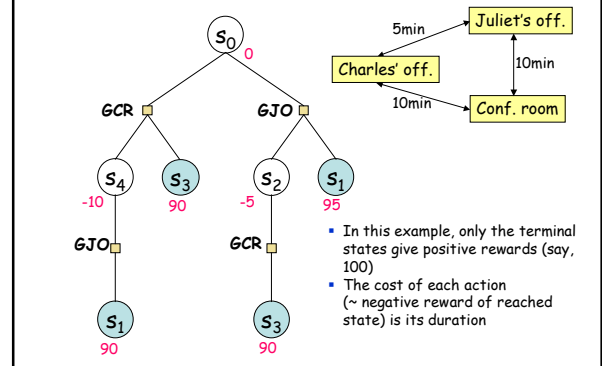 Juliet's off.
5min
S0
0
Charles' off.
10min
10min
Conf. room
GCR
GJO
S4
S3
S2
S1
-10
90
-5
95
GJO
GCR
S1
S3
90
90
▪ In this example, only the terminal
states give positive rewards (say,
100)
▪ The cost of each action
(~ negative reward of reached
state) is its duration